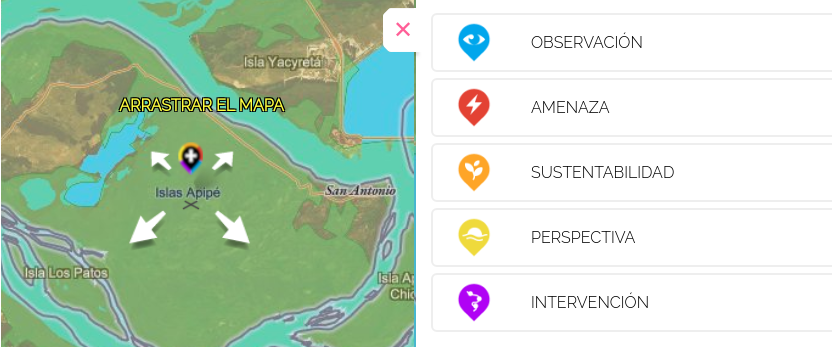 Isla Yacyretá
ARRASTRAR EL MAPA
Islas Apipé
San Antonio
Isla Los Patos
Isla Ap
Chic
OBSERVACIÓN
AMENAZA
SUSTENTABILIDAD
PERSPECTIVA
INTERVENCIÓN